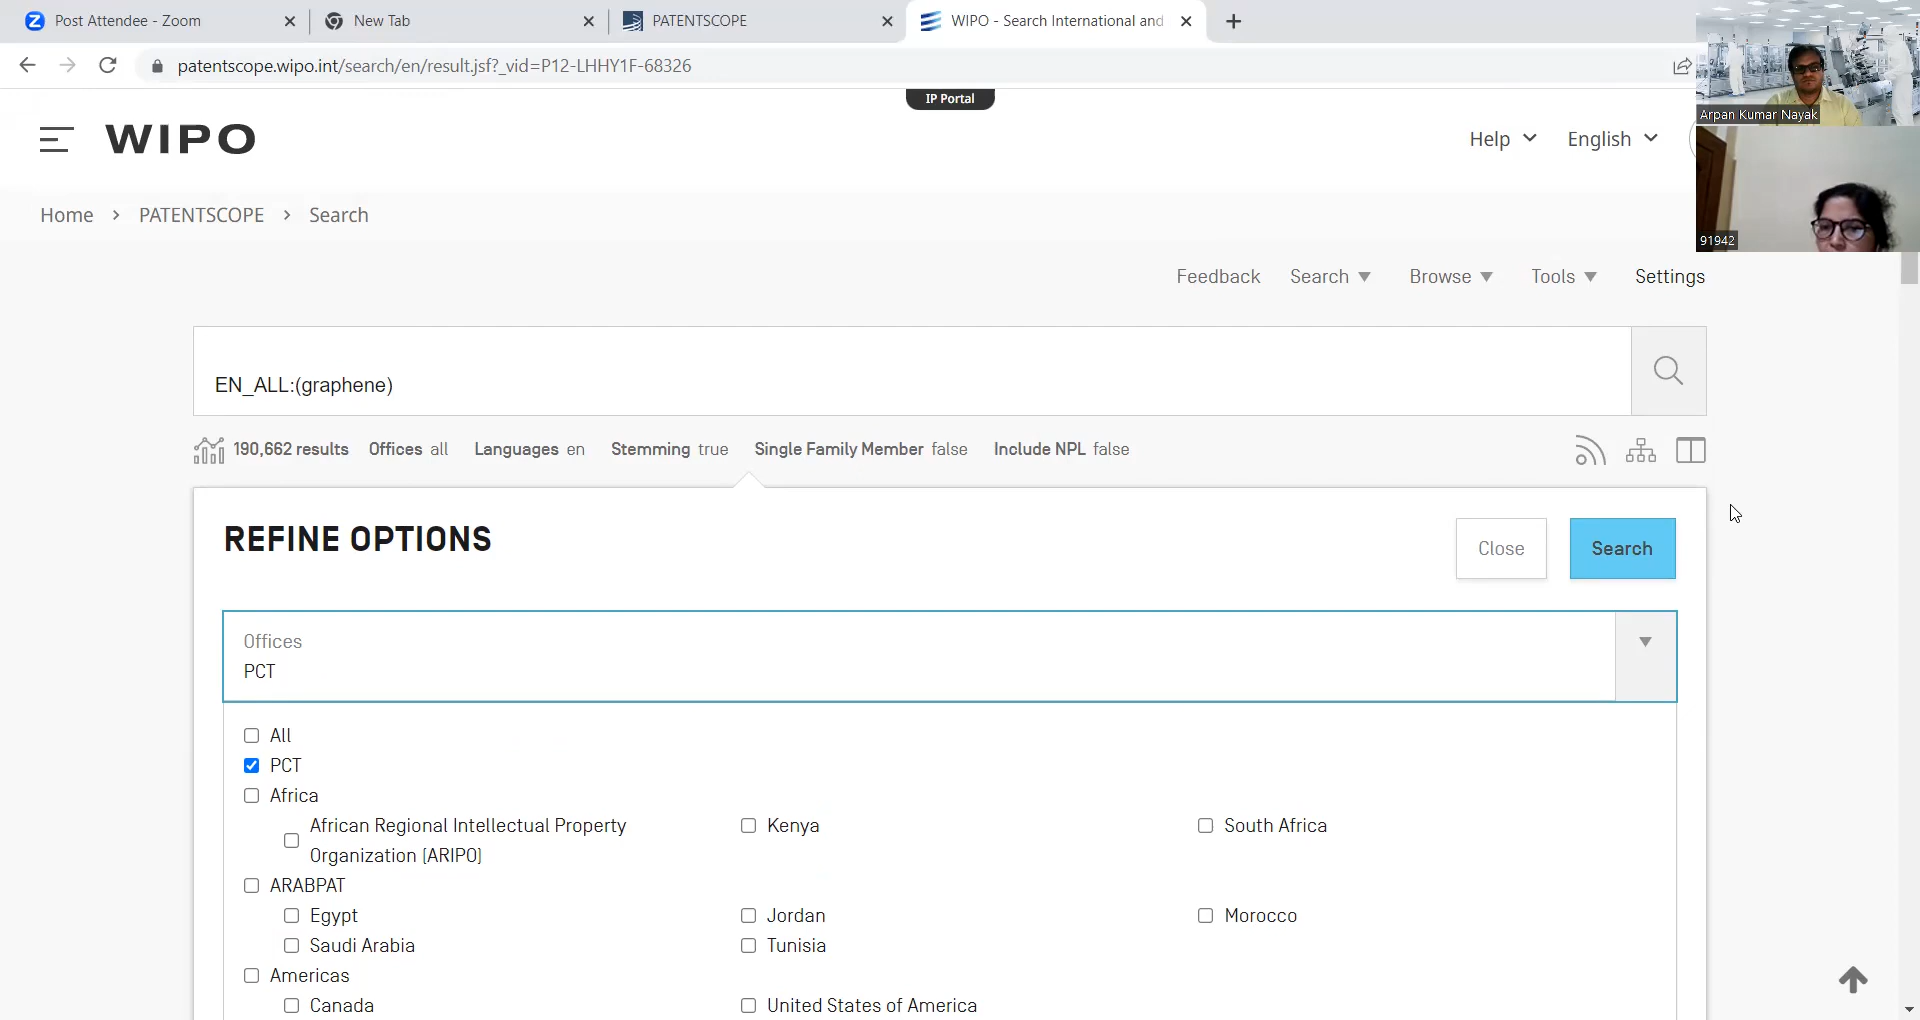 Post Attendee - Zoom
New Tab
PATENTSCOPE
WIPO - Search International and
patentscope.wipo.int/search/en/result.jsf?_vid=P12-LHHY1F-68326
IP Portal
Arpan Kumar Nayak
WIPO
Help
English
91942
Home > PATENTSCOPE > Search
Feedback Search Browse Tools Settings
EN_ALL:(graphene)
190,662 results Offices all Languages en Stemming true Single Family Member false Include NPL false
REFINE OPTIONS
Close
Search
Offices
PCT
All
PCT
Africa
African Regional Intellectual Property
Organization (ARIPO)
Kenya
South Africa
ARABPAT
Egypt Jordan Morocco
Saudi Arabia Tunisia
Americas
Canada United States of America